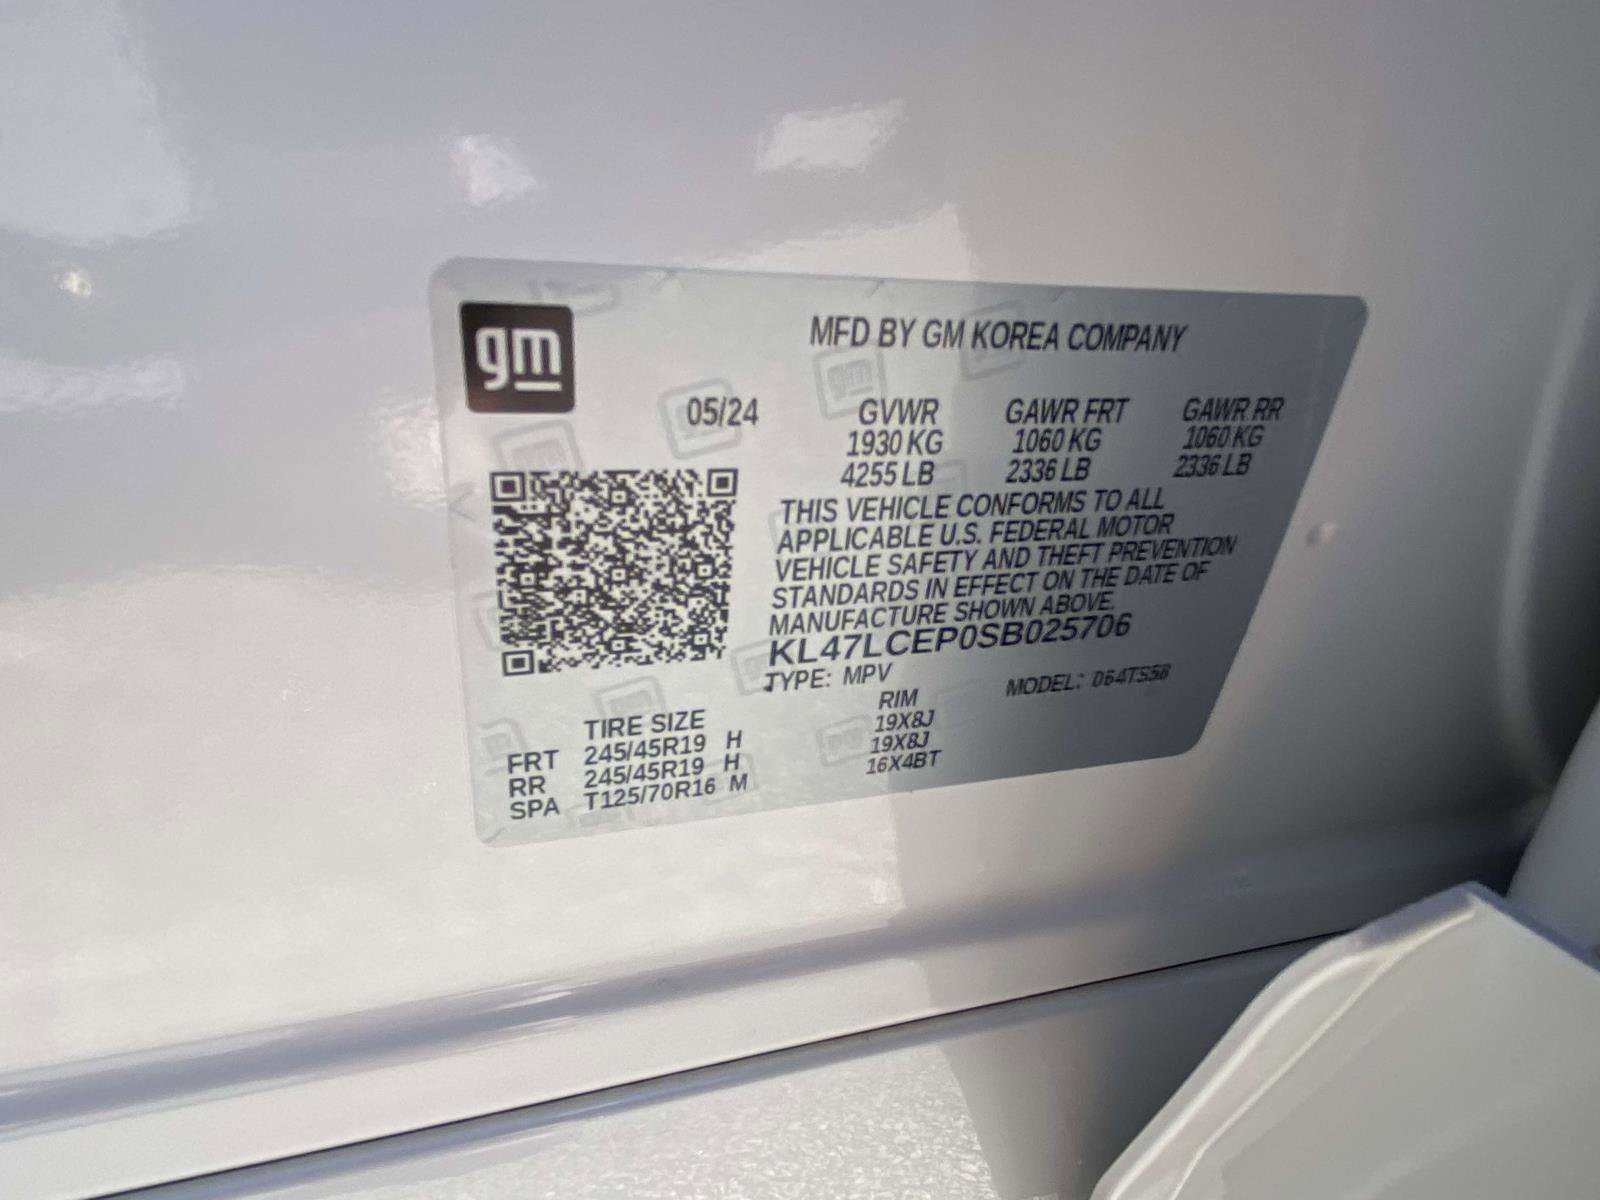 gm
MFD BY GM KOREA COMPANY
05/24 GVWR GAWR FRT GAWR RR
1930 KG 1060 KG 1060 KG
4255 LB 2336 LB 2336 LB
THIS VEHICLE CONFORMS TO ALL
APPLICABLE U.S. FEDERAL MOTOR
VEHICLE SAFETY AND THEFT PREVENTION
STANDARDS IN EFFECT ON THE DATE OF
MANUFACTURE SHOWN ABOVE.
KL47LCEP0SB025706
TYPE: MPV MODEL: 064TS58
TIRE SIZE RIM
FRT 245/45R19 H 19X8J
RR 245/45R19 H 19X8J
SPA T125/70R16 M 16X4BT